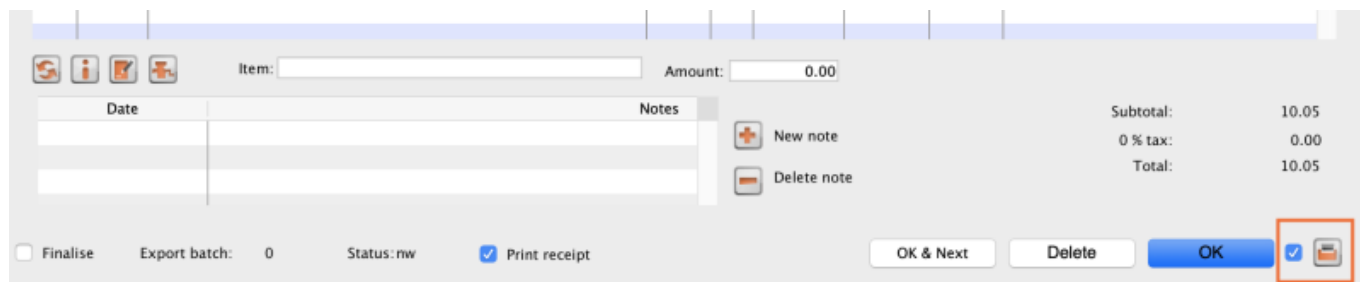 Item: Amount: 0.00
Date Notes
Subtotal: 10.05
New note
0 % tax: 0.00
Total: 10.05
Delete note
Finalise Export batch: 0 Status: nw Print receipt OK & Next Delete OK